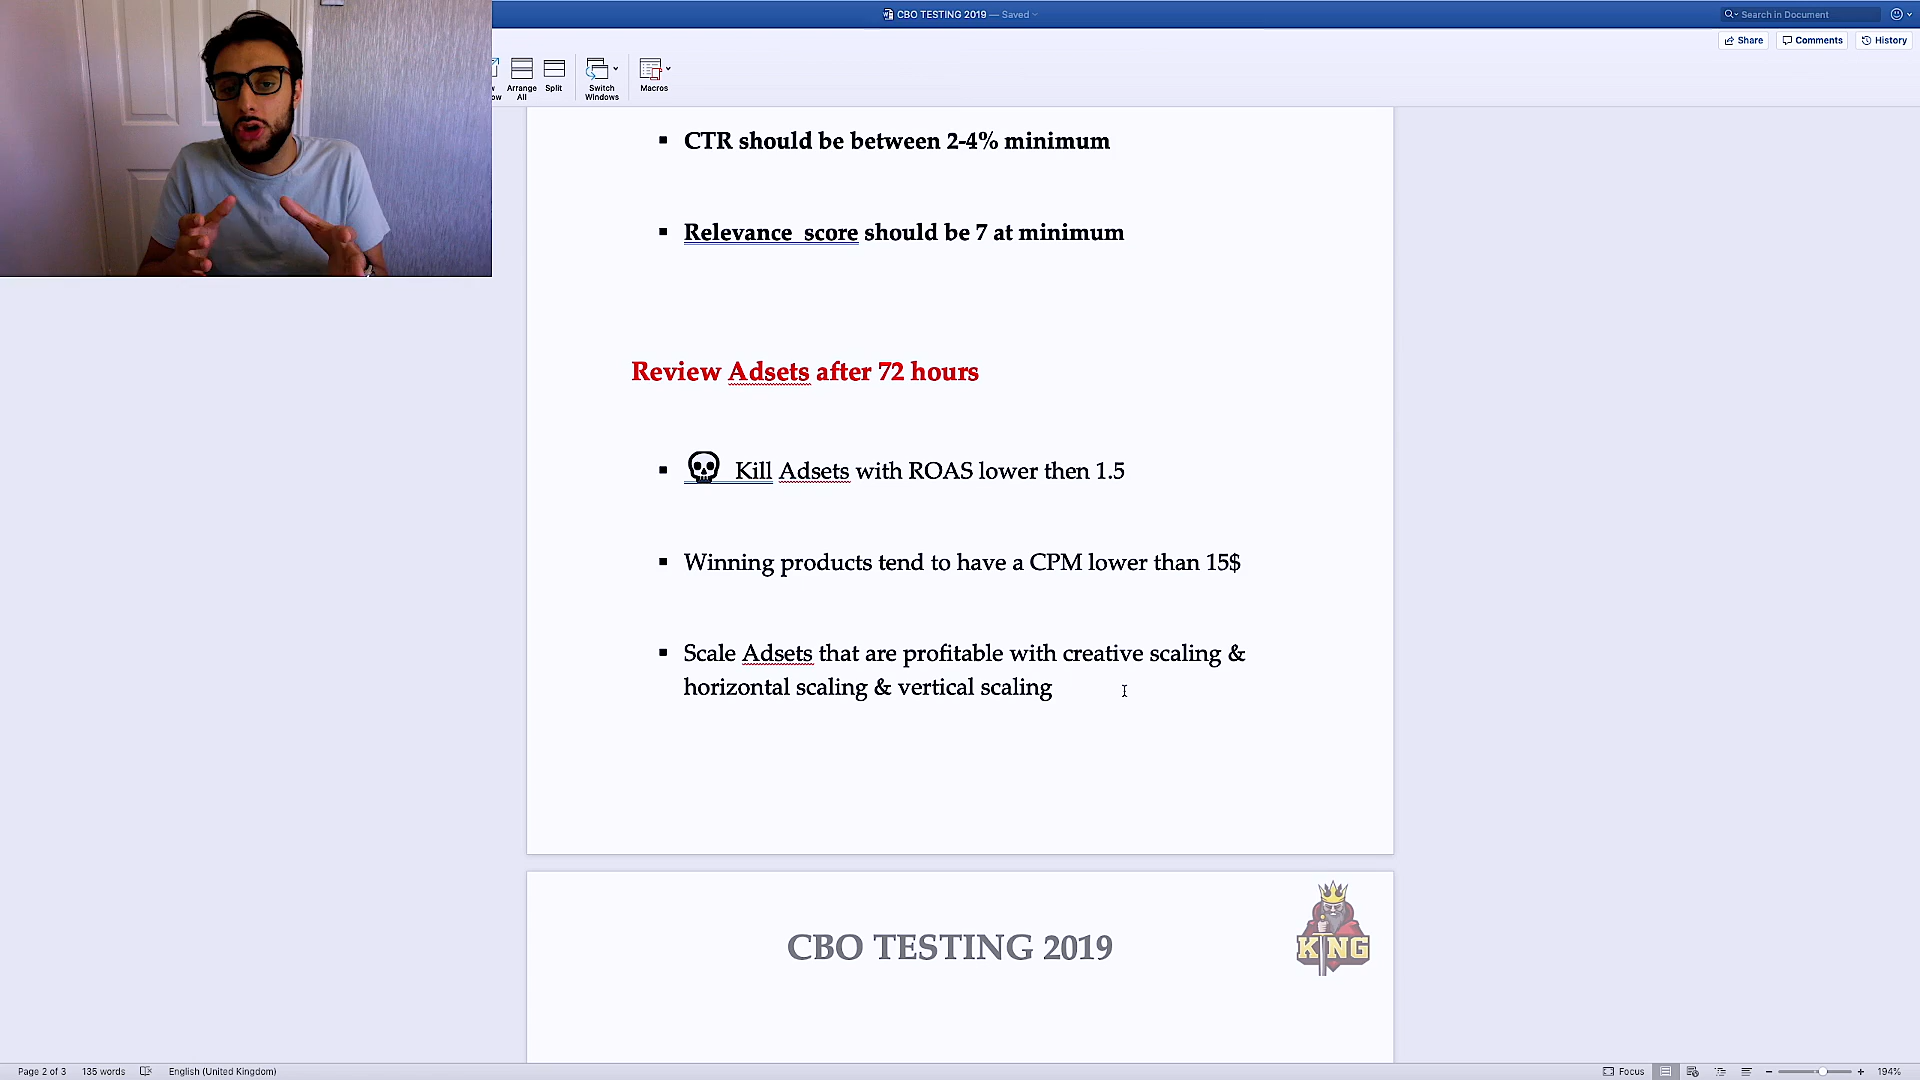 CBO TESTING 2019 — Saved
Search in Document
Share
Comments
History
Arrange All
Split
Switch Windows
Macros
▪ CTR should be between 2-4% minimum
▪ Relevance score should be 7 at minimum
Review Adsets after 72 hours
▪ 💀 Kill Adsets with ROAS lower then 1.5
▪ Winning products tend to have a CPM lower than 15$
▪ Scale Adsets that are profitable with creative scaling &
horizontal scaling & vertical scaling
CBO TESTING 2019
KING
Page 2 of 3
135 words
English (United Kingdom)
Focus
194%